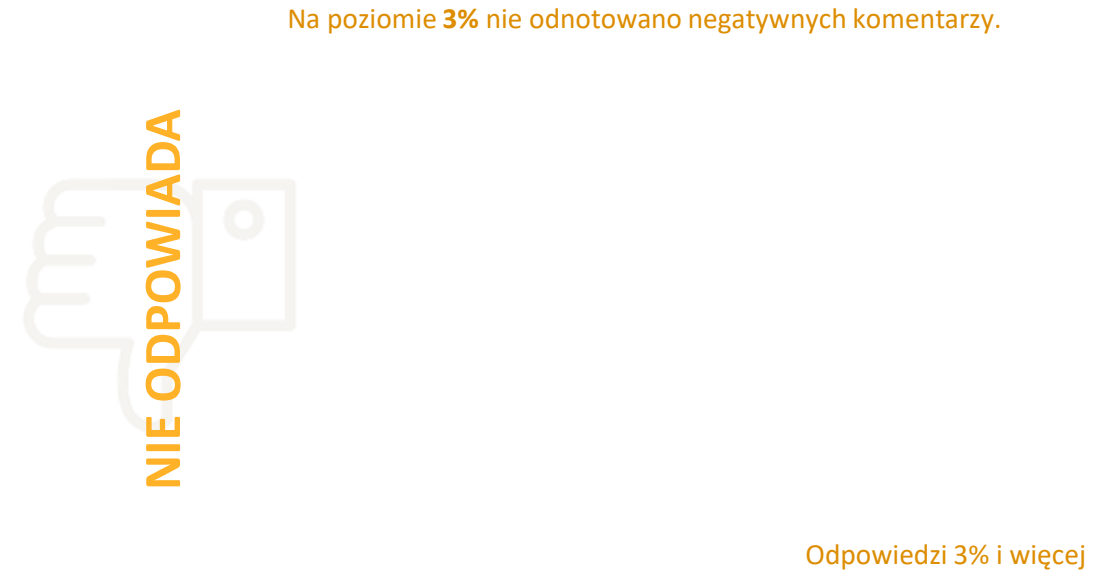 Na poziomie 3% nie odnotowano negatywnych komentarzy.
NIE ODPOWIADA
Odpowiedzi 3% i więcej